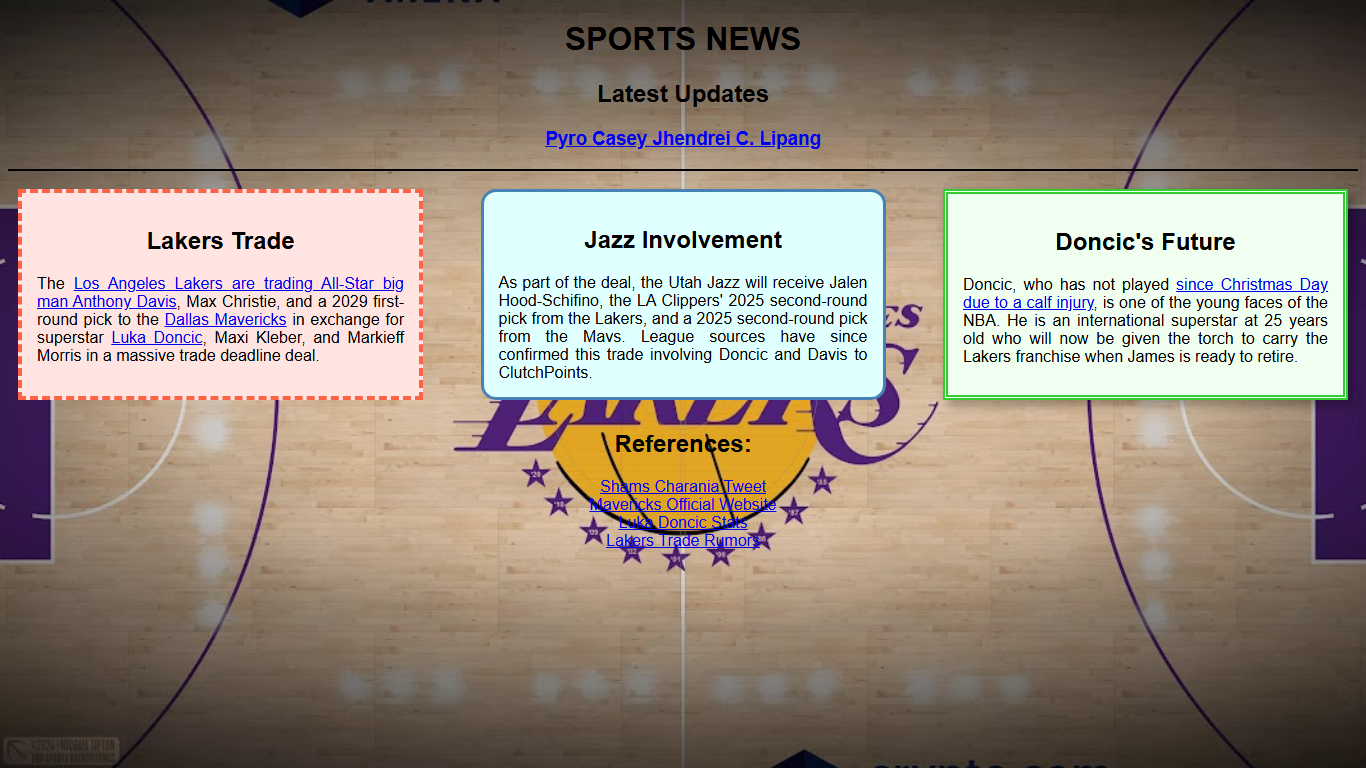 ARENA
SPORTS NEWS
Latest Updates
Pyro Casey Jhendrei C. Lipang
Lakers Trade
The Los Angeles Lakers are trading All-Star big
man Anthony Davis, Max Christie, and a 2029 first-
round pick to the Dallas Mavericks in exchange for
superstar Luka Doncic, Maxi Kleber, and Markieff
Morris in a massive trade deadline deal.
Jazz Involvement
As part of the deal, the Utah Jazz will receive Jalen
Hood-Schifino, the LA Clippers' 2025 second-round
pick from the Lakers, and a 2025 second-round pick
from the Mavs. League sources have since
confirmed this trade involving Doncic and Davis to
ClutchPoints.
Doncic's Future
Doncic, who has not played since Christmas Day
due to a calf injury, is one of the young faces of the
NBA. He is an international superstar at 25 years
old who will now be given the torch to carry the
Lakers franchise when James is ready to retire.
LAKERS
References:
Shams Charania Tweet
Mavericks Official Website
Luka Doncic Stats
Lakers Trade Rumors
©2024 | MICHAEL TIPTON
crypto.com